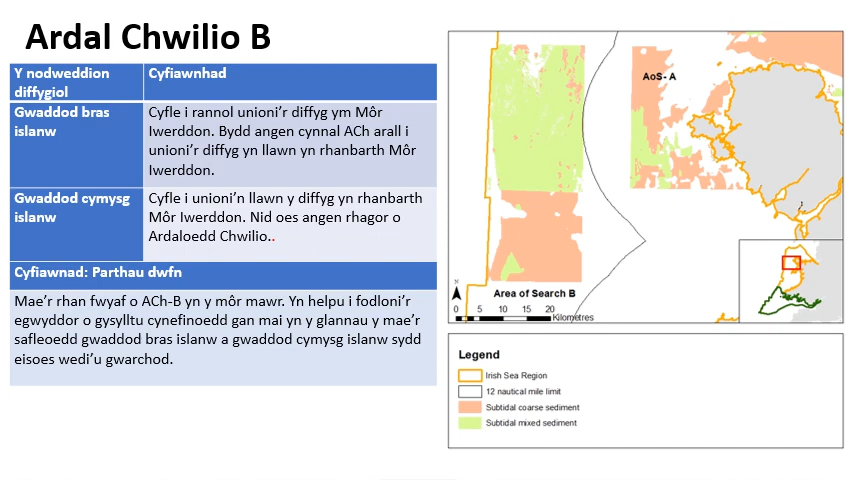 Ardal Chwilio B
Y nodweddion
diffygiol
Cyfiawnhad
Gwaddod bras
islanw
Cyfle i rannol unioni’r diffyg ym Môr
Iwerddon. Bydd angen cynnal ACh arall i
unioni’r diffyg yn llawn yn rhanbarth Môr
Iwerddon.
Gwaddod cymysg
islanw
Cyfle i unioni’n llawn y diffyg yn rhanbarth
Môr Iwerddon. Nid oes angen rhagor o
Ardaloedd Chwilio..
Cyfiawnad: Parthau dwfn
Mae’r rhan fwyaf o ACh-B yn y môr mawr. Yn helpu i fodloni’r
egwyddor o gysylltu cynefinoedd gan mai yn y glannau y mae’r
safleoedd gwaddod bras islanw a gwaddod cymysg islanw sydd
eisoes wedi’u gwarchod.
AoS- A
N
Area of Search B
0 5 10 15 20
Kilometres
Legend
Irish Sea Region
12 nautical mile limit
Subtidal coarse sediment
Subtidal mixed sediment